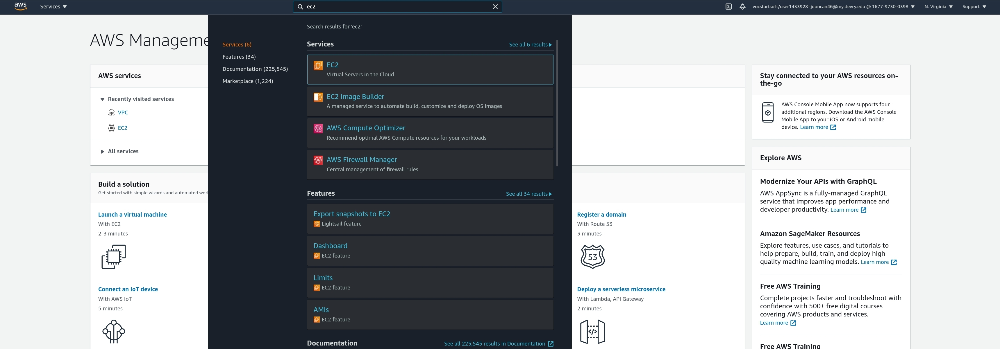 aws
Services
ec2
vocstartsoft/user1433928=jduncan46@my.devry.edu @ 1677-9730-0398
N. Virginia
Support
AWS Manageme
Search results for 'ec2'
Services (6)
Features (34)
Documentation (225,545)
Marketplace (1,224)
Services
See all 6 results
EC2
Virtual Servers in the Cloud
EC2 Image Builder
A managed service to automate build, customize and deploy OS images
AWS Compute Optimizer
Recommend optimal AWS Compute resources for your workloads
AWS Firewall Manager
Central management of firewall rules
Features
See all 34 results
Export snapshots to EC2
Lightsail feature
Dashboard
EC2 feature
Limits
EC2 feature
AMIs
EC2 feature
Documentation
See all 225,545 results in Documentation
AWS services
Recently visited services
VPC
EC2
All services
Build a solution
Get started with simple wizards and automated wor
Launch a virtual machine
With EC2
2-3 minutes
Connect an IoT device
With AWS IoT
5 minutes
Register a domain
With Route 53
3 minutes
53
Deploy a serverless microservice
With Lambda, API Gateway
2 minutes
</>
Stay connected to your AWS resources on-
the-go
AWS Console Mobile App now supports four
additional regions. Download the AWS Console
Mobile App to your iOS or Android mobile
device. Learn more
Explore AWS
Modernize Your APIs with GraphQL
AWS AppSync is a fully-managed GraphQL
service that improves app performance and
developer productivity. Learn more
Amazon SageMaker Resources
Explore features, use cases, and tutorials to
help prepare, build, train, and deploy high-
quality machine learning models. Learn more
Free AWS Training
Complete projects faster and troubleshoot with
confidence with 500+ free digital courses
covering AWS products and services.
Learn more
Free AWS Training